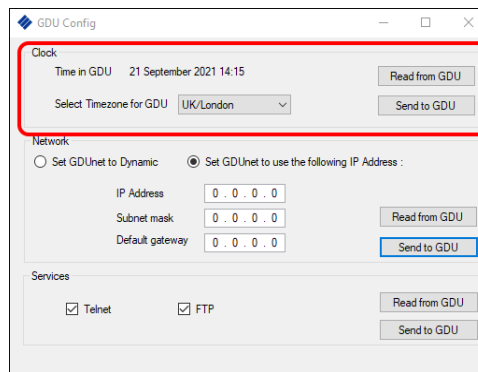 GDU Config
Clock
Time in GDU 21 September 2021 14:15
Read from GDU
Select Timezone for GDU UK/London
Send to GDU
Network
Set GDUnet to Dynamic Set GDUnet to use the following IP Address :
IP Address 0 . 0 . 0 . 0
Subnet mask 0 . 0 . 0 . 0
Read from GDU
Default gateway 0 . 0 . 0 . 0
Send to GDU
Services
Telnet FTP
Read from GDU
Send to GDU